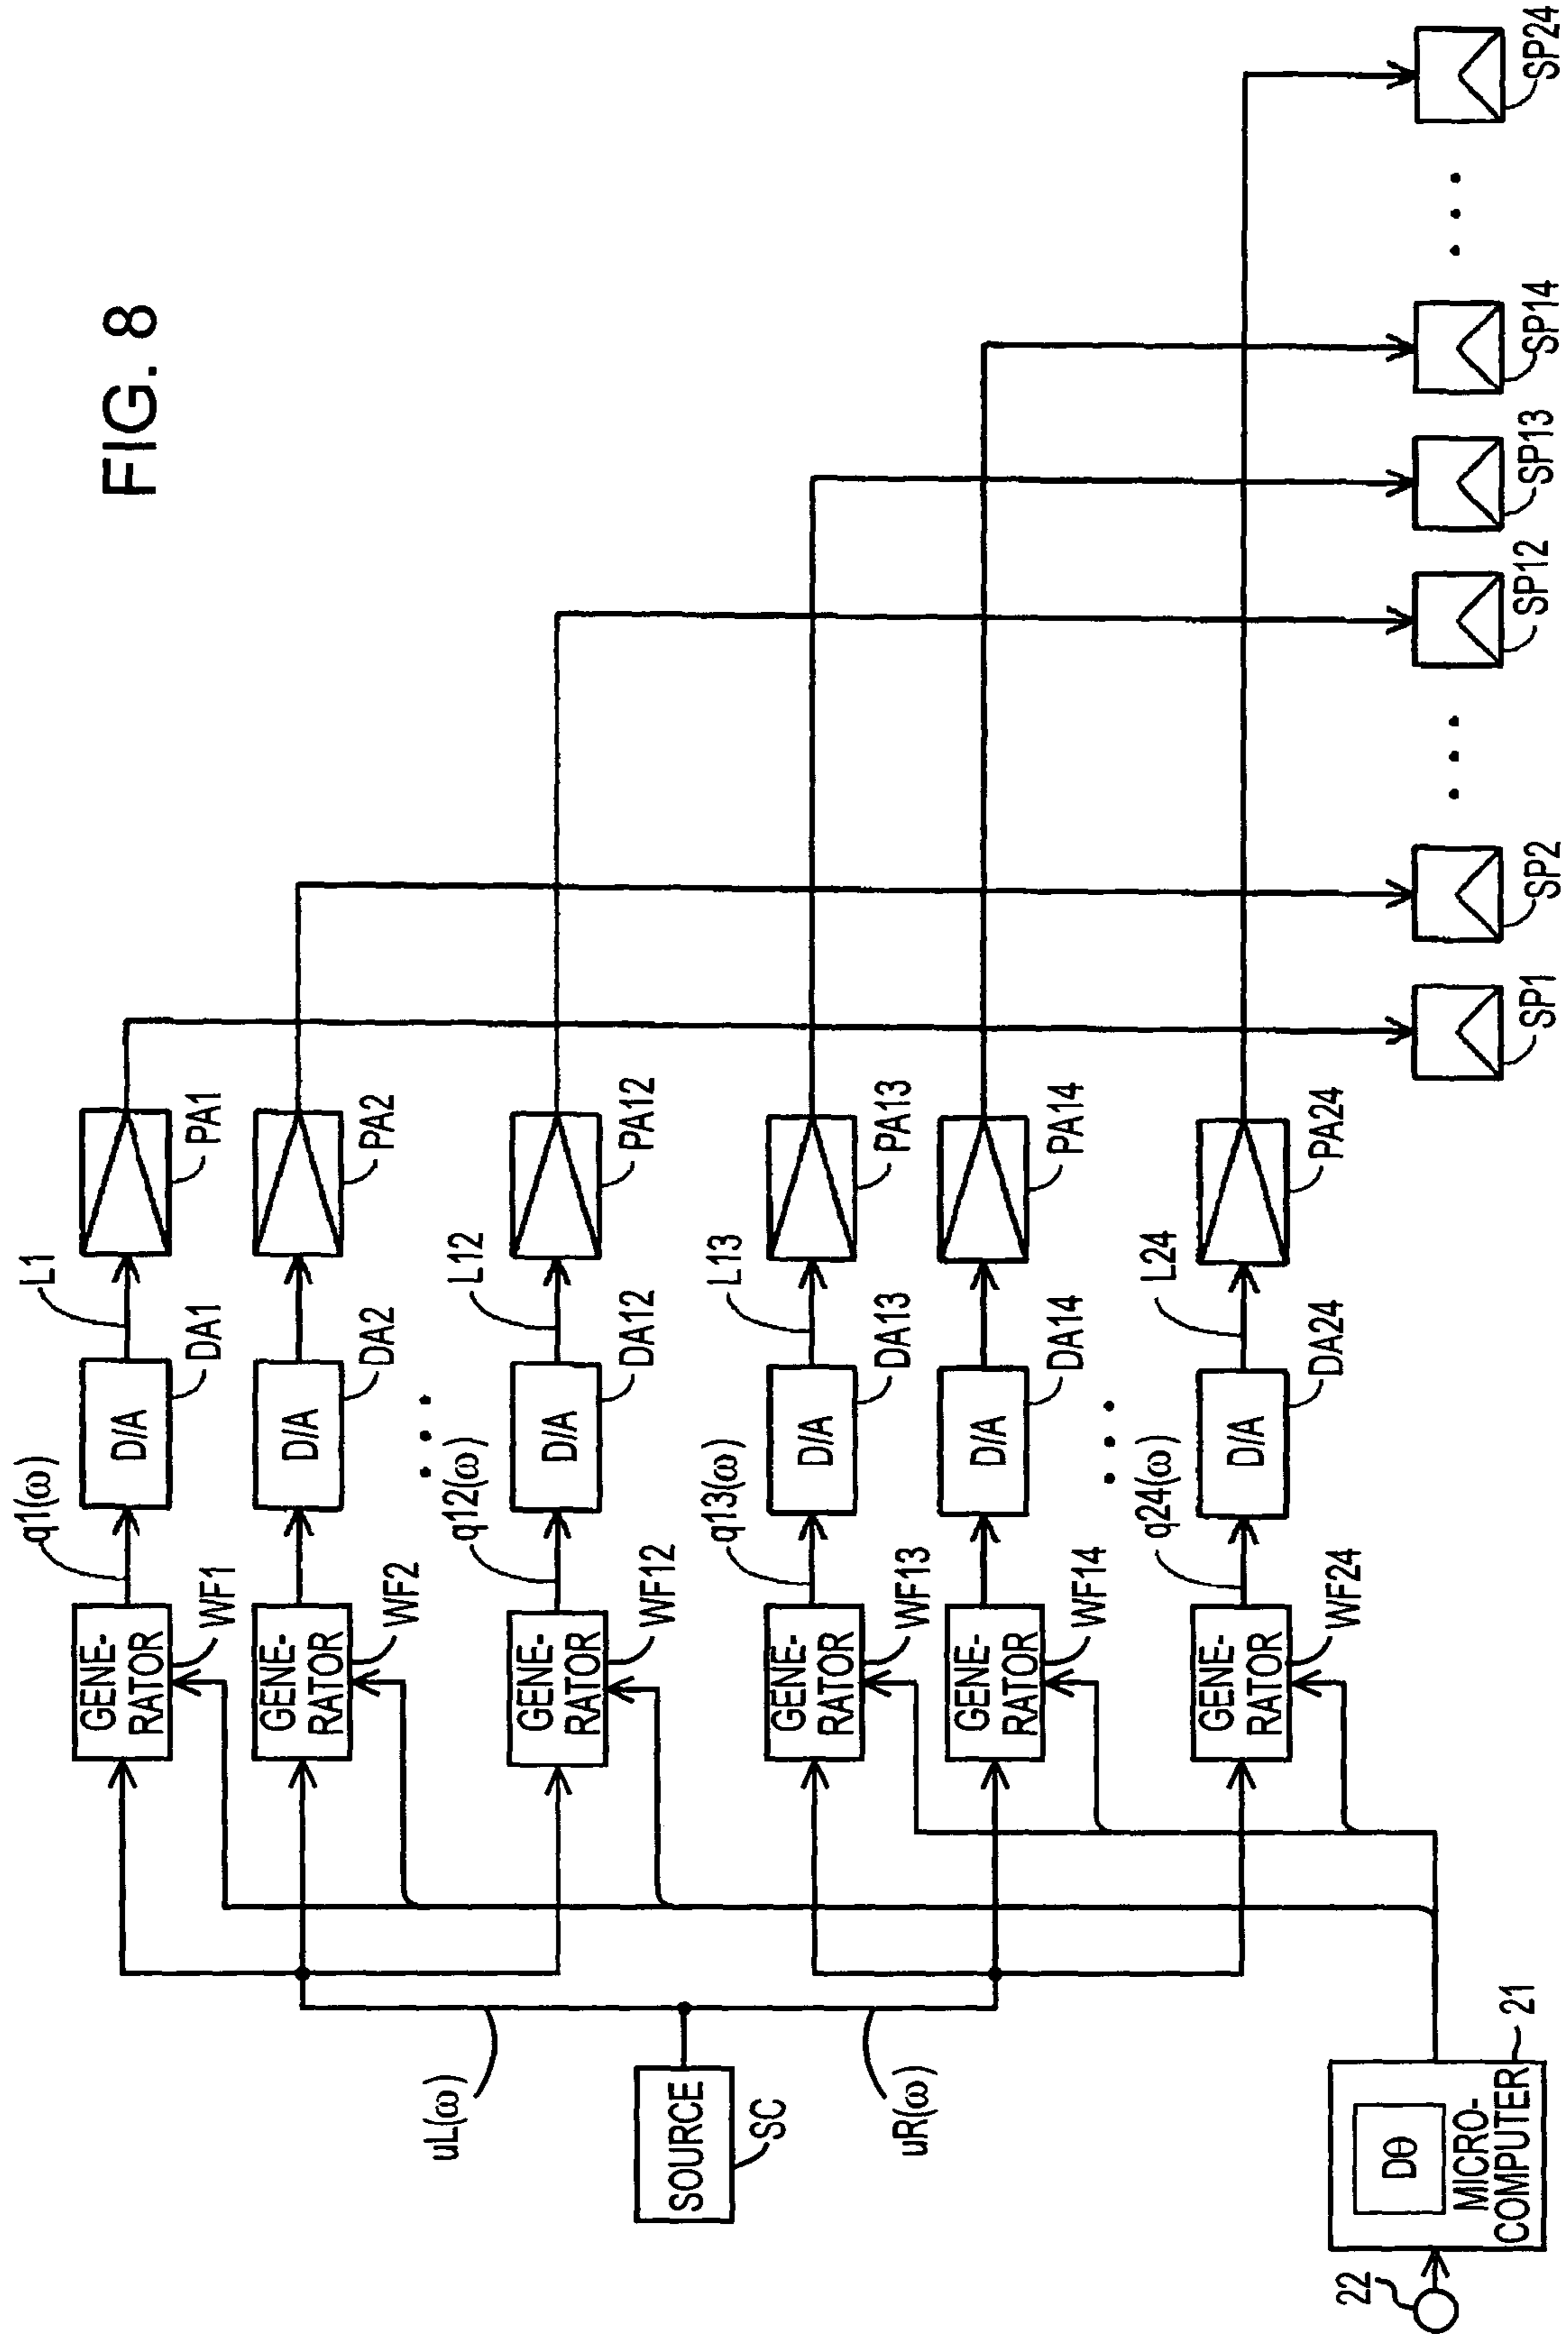 FIG. 8
q1(ω)
L1
GENE-
RATOR
WF1
D/A
DA1
PA1
GENE-
RATOR
WF2
D/A
DA2
PA2
uL(ω)
q12(ω)
L12
GENE-
RATOR
WF12
D/A
DA12
PA12
SOURCE
SC
q13(ω)
L13
GENE-
RATOR
WF13
D/A
DA13
PA13
uR(ω)
GENE-
RATOR
WF14
D/A
DA14
PA14
q24(ω)
L24
GENE-
RATOR
WF24
D/A
DA24
PA24
22
Dθ
MICRO-
COMPUTER
21
SP1
SP2
SP12
SP13
SP14
SP24